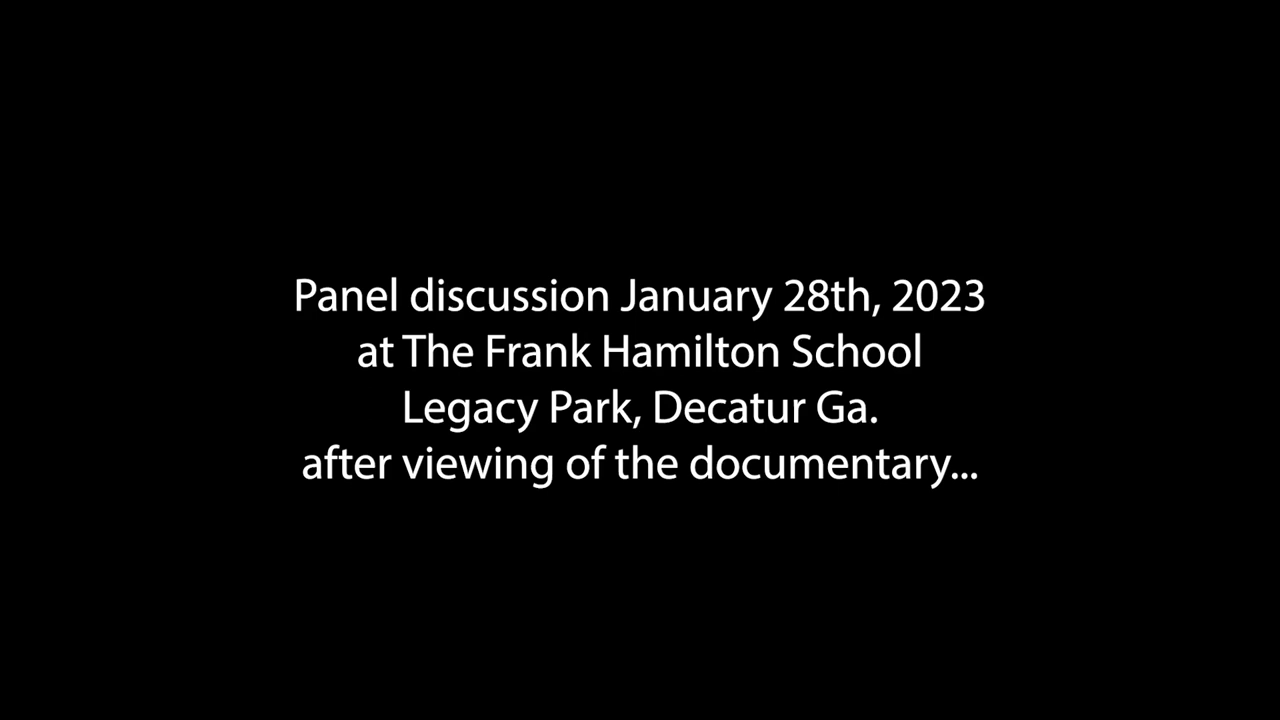 Panel discussion January 28th, 2023
at The Frank Hamilton School
Legacy Park, Decatur Ga.
after viewing of the documentary...